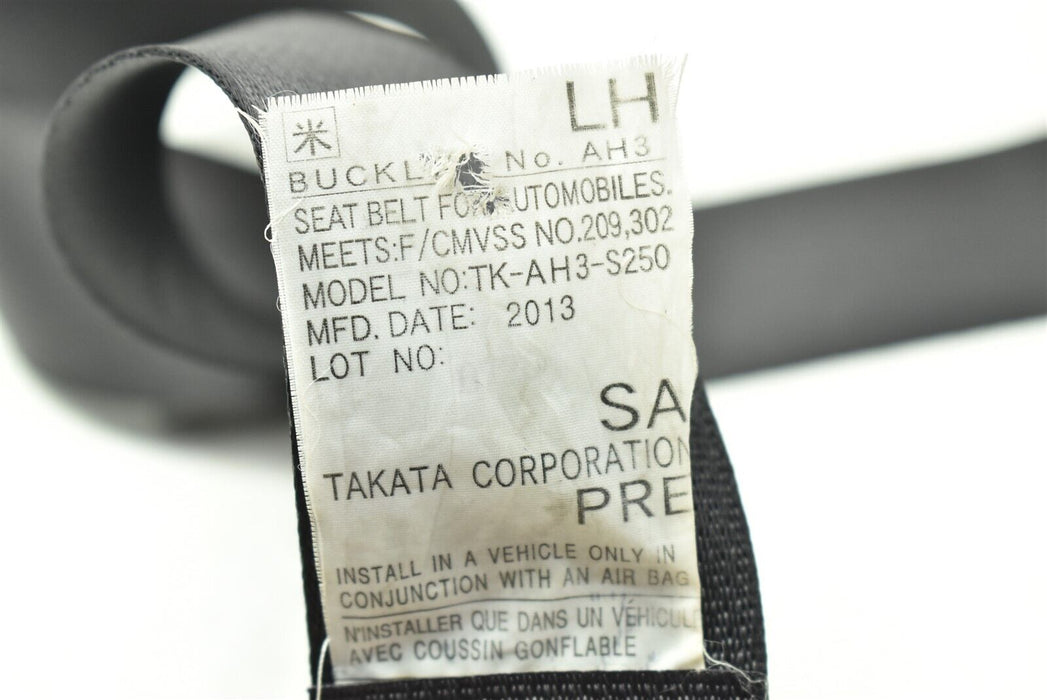 LH
米
No. AH3
SEAT BELT AUTOMOBILES.
MEETS:F/CMVSS NO.209,302
MODEL NO:TK-AH3-S250
MFD. DATE: 2013
LOT NO:
SA
TAKATA CORPORATION
PRE
INSTALL IN A VEHICLE ONLY IN
CONJUNCTION WITH AN AIR BAG
N'INSTALLER QUE DANS UN VÉHICULE
AVEC COUSSIN GONFLABLE